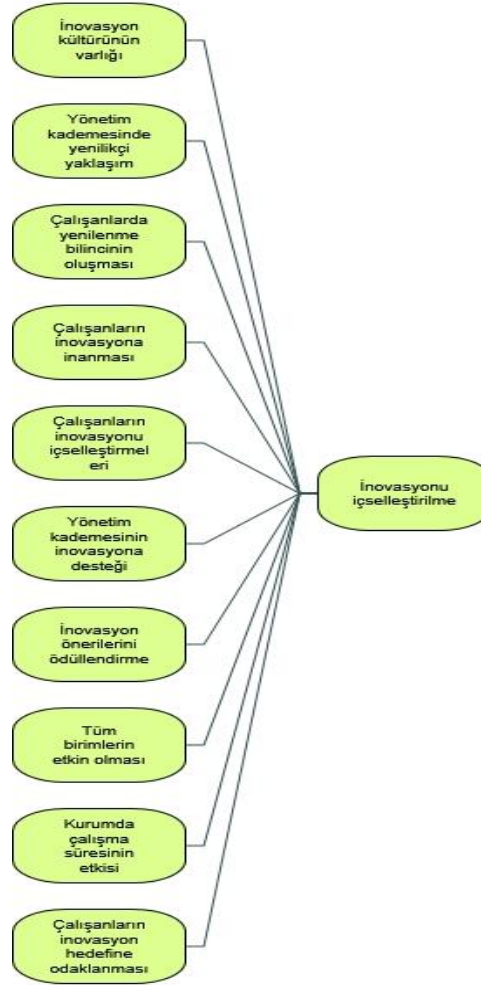 İnovasyon
kültürünün
varlığı
Yönetim
kademesinde
yenilikçi
yaklaşım
Çalışanlarda
yenilenme
bilincinin
oluşması
Çalışanların
inovasyona
inanması
Çalışanların
inovasyonu
içselleştirmel
eri
İnovasyonu
içselleştirilme
Yönetim
kademesinin
inovasyona
desteği
İnovasyon
önerilerini
ödüllendirme
Tüm
birimlerin
etkin olması
Kurumda
çalışma
süresinin
etkisi
Çalışanların
inovasyon
hedefine
odaklanması